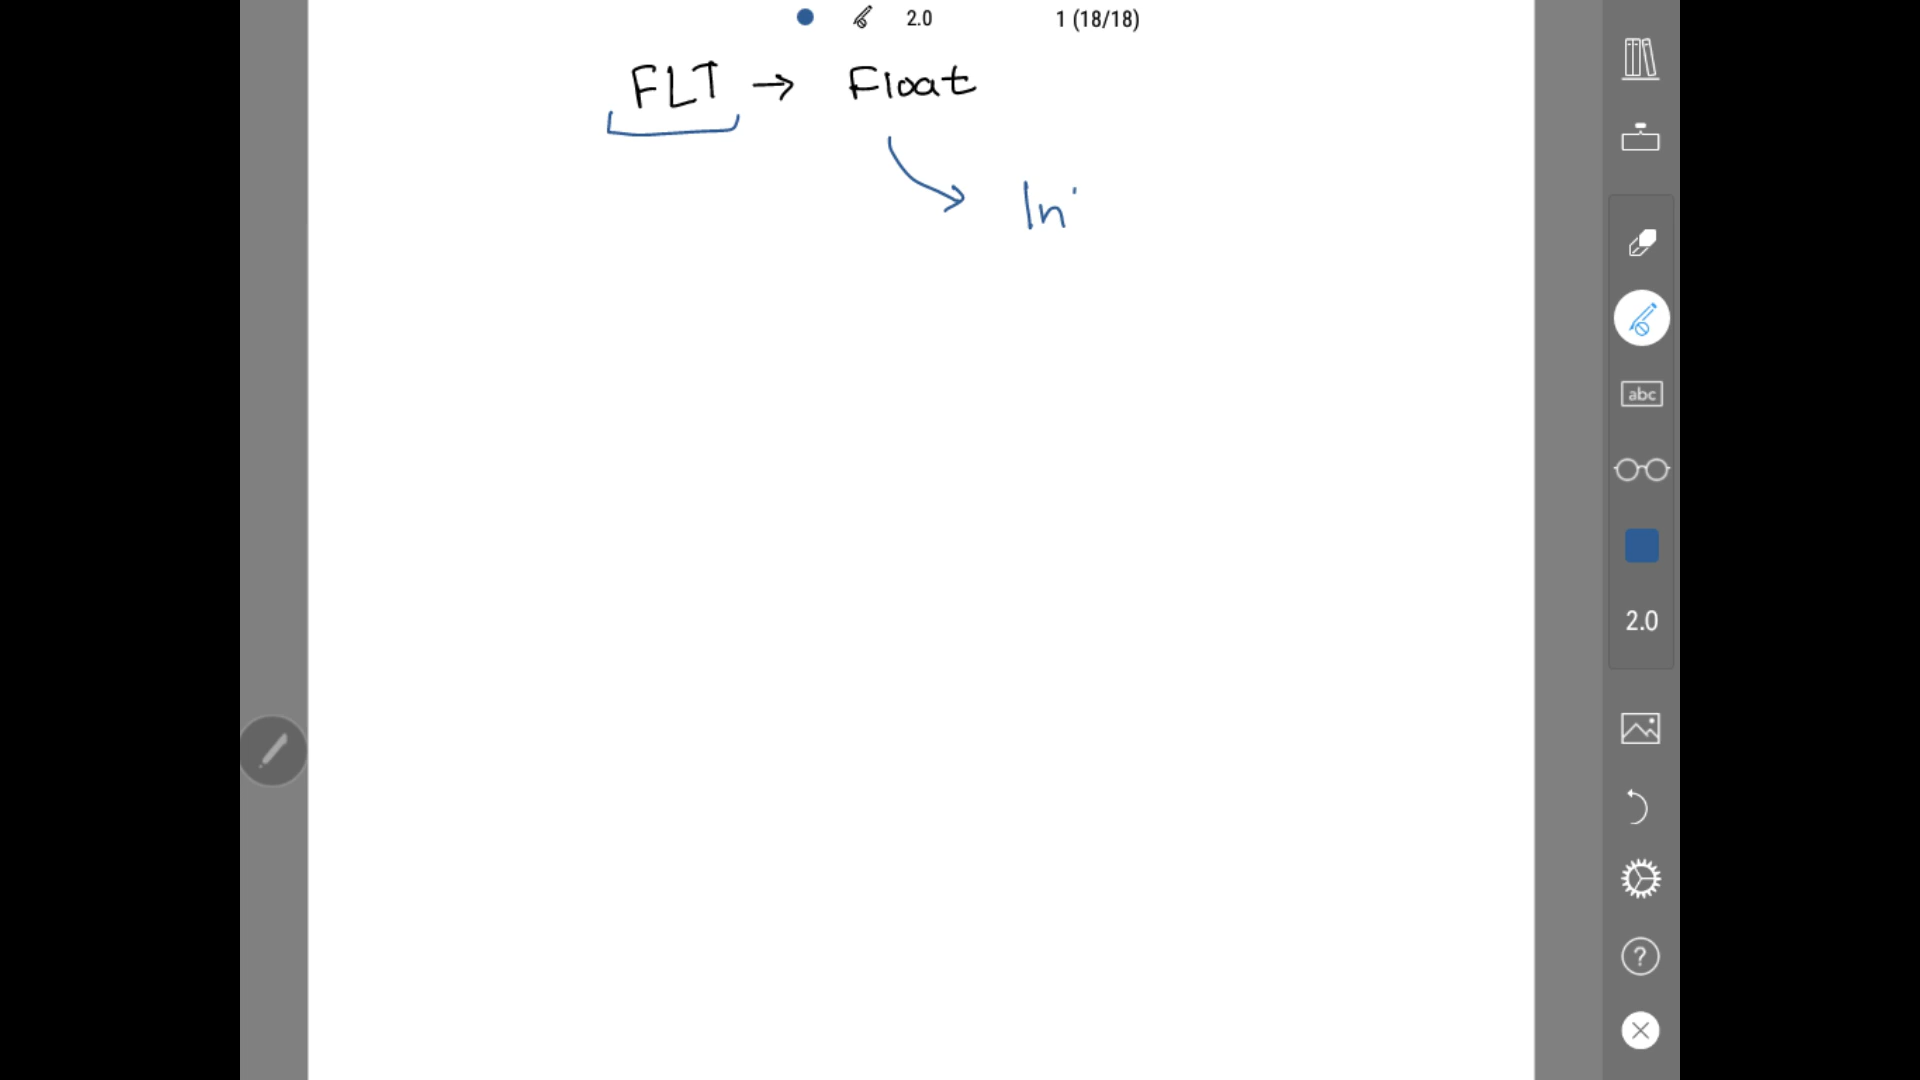 2.0 1 (18/18)
FLT → Float
In'
abc
2.0
?